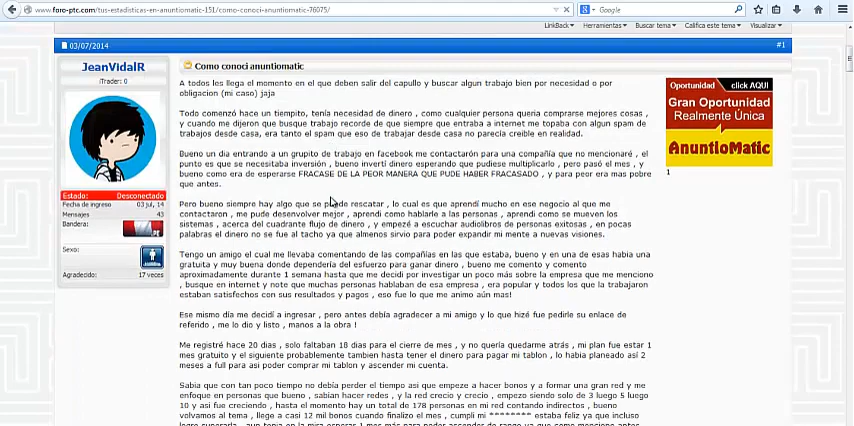 www.foro-ptc.com/tus-estadisticas-en-anuntiomatic-151/como-conoci-anuntiomatic-76075/
Google
LinkBack Herramientas Buscar tema Califica este tema Visualizar
03/07/2014 #1
JeanVidalR
iTrader: 0
Estado: Desconectado
Fecha de ingreso 03 jul, 14
Mensajes 43
Bandera:
Sexo:
Agradecido: 17 veces
Como conoci anuntiomatic
A todos les llega el momento en el que deben salir del capullo y buscar algun trabajo bien por necesidad o por
obligacion (mi caso) jaja
Todo comenzó hace un tiempito, tenía necesidad de dinero , como cualquier persona queria comprarse mejores cosas ,
y cuando me dijeron que busque trabajo recorde de que siempre que entraba a internet me topaba con algun spam de
trabajos desde casa, era tanto el spam que eso de trabajar desde casa no parecía creible en realidad.
Bueno un dia entrando a un grupito de trabajo en facebook me contactarón para una compañía que no mencionaré , el
punto es que se necesitaba inversión , bueno invertí dinero esperando que pudiese multiplicarlo , pero pasó el mes , y
bueno como era de esperarse FRACASE DE LA PEOR MANERA QUE PUDE HABER FRACASADO , y para peor era mas pobre
que antes.
Pero bueno siempre hay algo que se puede rescatar , lo cual es que aprendí mucho en ese negocio al que me
contactaron , me pude desenvolver mejor , aprendi como hablarle a las personas , aprendi como se mueven los
sistemas , acerca del cuadrante flujo de dinero , y empezé a escuchar audiolibros de personas exitosas , en pocas
palabras el dinero no se fue al tacho ya que almenos sirvio para poder expandir mi mente a nuevas visiones.
Tengo un amigo el cual me llevaba comentando de las compañías en las que estaba, bueno y en una de esas habia una
gratuita y muy buena donde dependería del esfuerzo para ganar dinero , bueno me comento y comento
aproximadamente durante 1 semana hasta que me decidi por investigar un poco más sobre la empresa que me menciono
, busque en internet y note que muchas personas hablaban de esa empresa , era popular y todos los que la trabajaron
estaban satisfechos con sus resultados y pagos , eso fue lo que me animo aún mas!
Ese mismo día me decidí a ingresar , pero antes debía agradecer a mi amigo y lo que hizé fue pedirle su enlace de
referido , me lo dio y listo , manos a la obra !
Me registré hace 20 dias , solo faltaban 18 dias para el cierre de mes , y no quería quedarme atrás , mi plan fue estar 1
mes gratuito y el siguiente probablemente tambien hasta tener el dinero para pagar mi tablon , lo habia planeado así 2
meses a full para asi poder comprar mi tablon y ascender mi cuenta.
Sabia que con tan poco tiempo no debía perder el tiempo asi que empeze a hacer bonos y a formar una gran red y me
enfoque en personas que bueno , sabían hacer redes , y la red crecio y crecio , empezo siendo solo de 3 luego 5 luego
10 y asi fue creciendo , hasta el momento hay un total de 178 personas en mi red contando indirectos , bueno
volvamos al tema , llege a casi 12 mil bonos cuando finalizo el mes , cumpli mi ******** estaba feliz ya que incluso
Oportunidad click AQUI
Gran Oportunidad
Realmente Única
AnuntioMatic
1